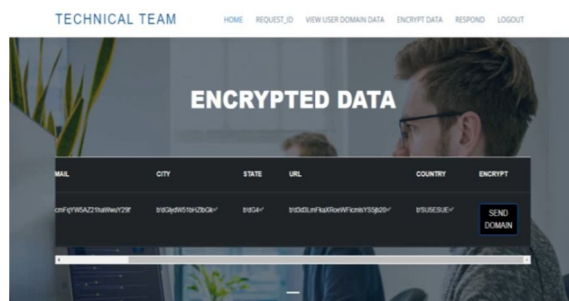 TECHNICAL TEAM
HOME REQUEST_ID VIEW USER DOMAIN DATA ENCRYPT DATA RESPOND LOGOUT
ENCRYPTED DATA
MAIL CITY STATE URL COUNTRY ENCRYPT
SEND
DOMAIN